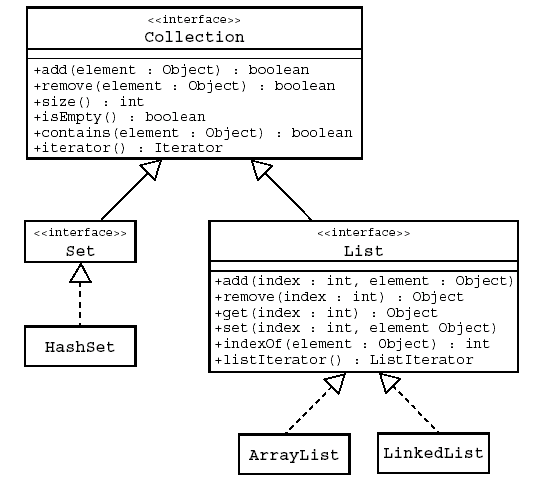 <<interface>>
Collection
+add(element : Object) : boolean
+remove(element : Object) : boolean
+size() : int
+isEmpty() : boolean
+contains(element : Object) : boolean
+iterator() : Iterator
<<interface>>
Set
<<interface>>
List
+add(index : int, element : Object)
+remove(index : int) : Object
+get(index : int) : Object
+set(index : int, element Object)
+indexOf(element : Object) : int
+listIterator() : ListIterator
HashSet
ArrayList
LinkedList